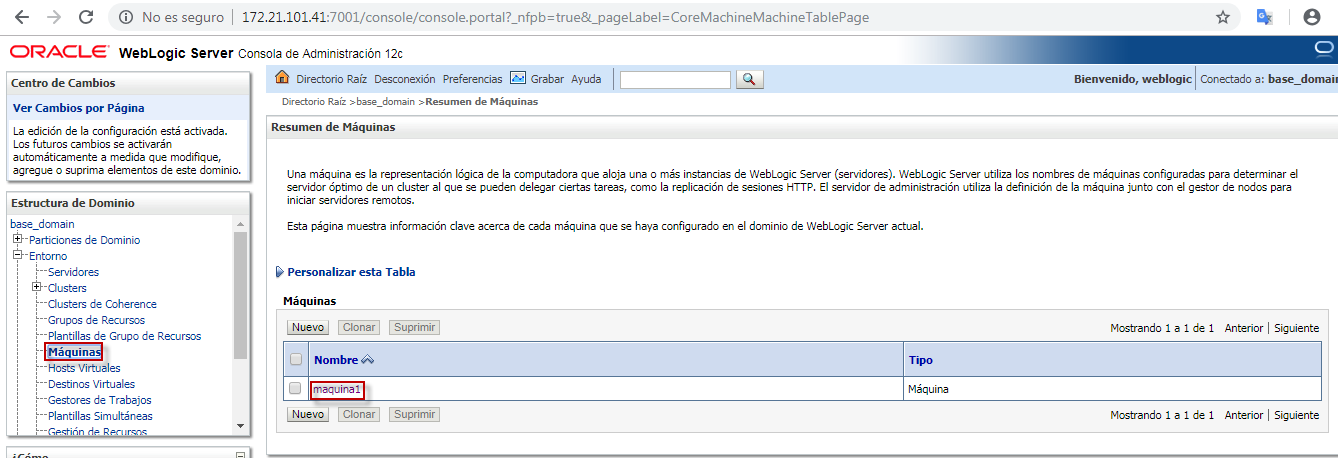 No es seguro 172.21.101.41:7001/console/console.portal?_nfpb=true&_pageLabel=CoreMachineMachineTablePage
ORACLE WebLogic Server Consola de Administración 12c
Centro de Cambios
Ver Cambios por Página
La edición de la configuración está activada.
Los futuros cambios se activarán
automáticamente a medida que modifique,
agregue o suprima elementos de este dominio.
Estructura de Dominio
base_domain
Particiones de Dominio
Entorno
Servidores
Clusters
Clusters de Coherence
Grupos de Recursos
Plantillas de Grupo de Recursos
Máquinas
Hosts Virtuales
Destinos Virtuales
Gestores de Trabajos
Plantillas Simultáneas
Gestión de Recursos
¿Cómo
Directorio Raíz Desconexión Preferencias Grabar Ayuda
Bienvenido, weblogic Conectado a: base_domain
Directorio Raíz >base_domain >Resumen de Máquinas
Resumen de Máquinas
Una máquina es la representación lógica de la computadora que aloja una o más instancias de WebLogic Server (servidores). WebLogic Server utiliza los nombres de máquinas configuradas para determinar el
servidor óptimo de un cluster al que se pueden delegar ciertas tareas, como la replicación de sesiones HTTP. El servidor de administración utiliza la definición de la máquina junto con el gestor de nodos para
iniciar servidores remotos.
Esta página muestra información clave acerca de cada máquina que se haya configurado en el dominio de WebLogic Server actual.
Personalizar esta Tabla
Máquinas
Nuevo Clonar Suprimir Mostrando 1 a 1 de 1 Anterior | Siguiente
Nombre Tipo
maquina1 Máquina
Nuevo Clonar Suprimir Mostrando 1 a 1 de 1 Anterior | Siguiente